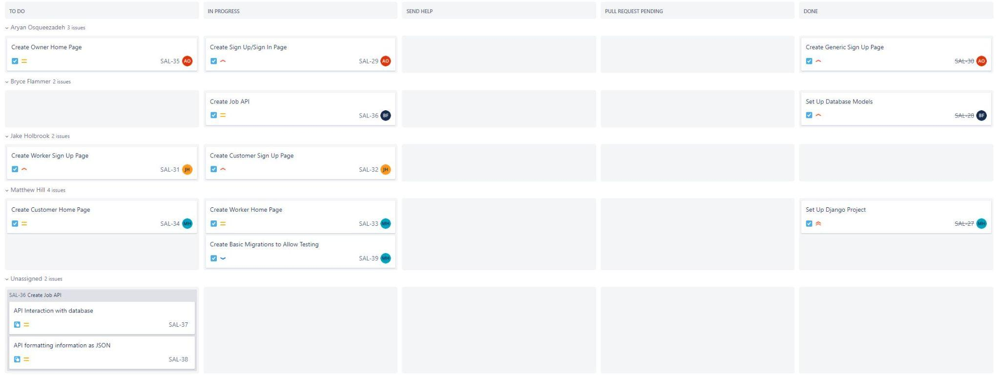 TO DO
IN PROGRESS
SEND HELP
PULL REQUEST PENDING
DONE
Aryan Osqueezadeh 3 issues
Create Owner Home Page
SAL-35 AO
Create Sign Up/Sign In Page
SAL-29 AO
Create Generic Sign Up Page
SAL-30 AO
Bryce Flammer 2 issues
Create Job API
SAL-36 BF
Set Up Database Models
SAL-28 BF
Jake Holbrook 2 issues
Create Worker Sign Up Page
SAL-31 JH
Create Customer Sign Up Page
SAL-32 JH
Matthew Hill 4 issues
Create Customer Home Page
SAL-34 MH
Create Worker Home Page
SAL-33 MH
Create Basic Migrations to Allow Testing
SAL-39 MH
Set Up Django Project
SAL-27 MH
Unassigned 2 issues
SAL-36 Create Job API
API Interaction with database
SAL-37
API formatting information as JSON
SAL-38